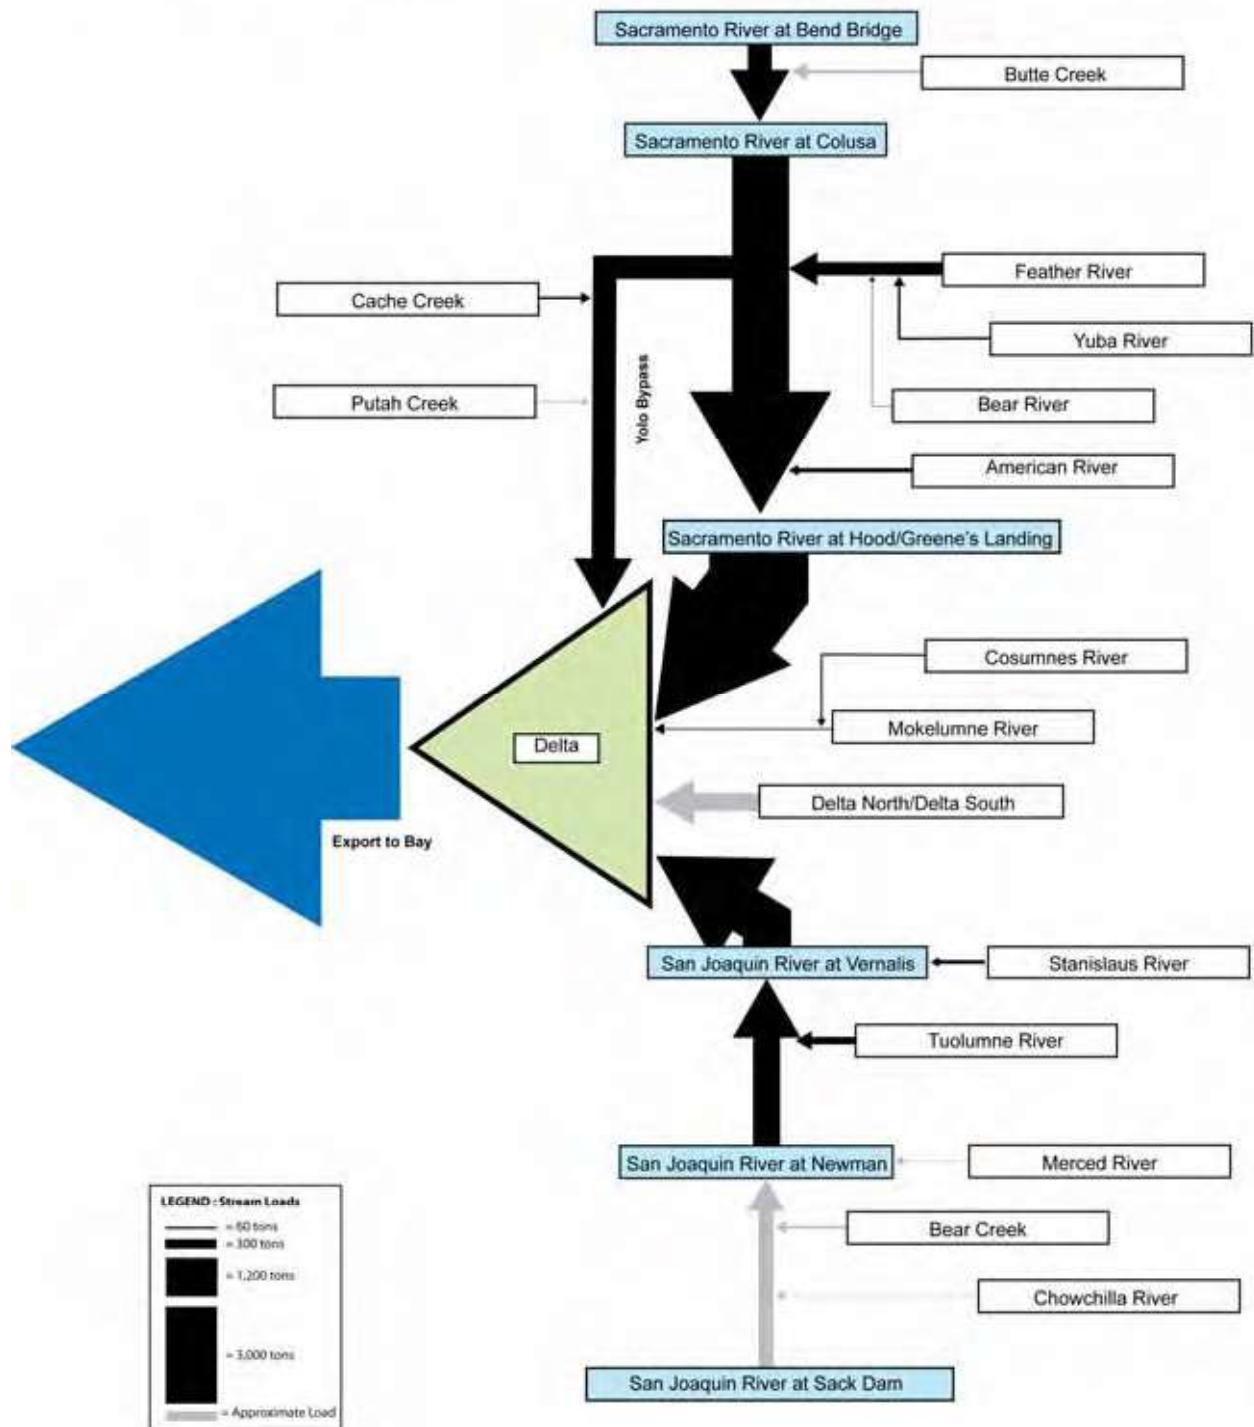 Sacramento River at Bend Bridge
Butte Creek
Sacramento River at Colusa
Feather River
Cache Creek
Yuba River
Putah Creek
Yolo Bypass
Bear River
American River
Sacramento River at Hood/Greene's Landing
Cosumnes River
Mokelumne River
Delta
Delta North/Delta South
Export to Bay
San Joaquin River at Vernalis
Stanislaus River
Tuolumne River
San Joaquin River at Newman
Merced River
LEGEND : Stream Loads
= 60 tons
= 300 tons
= 1,200 tons
= 3,000 tons
= Approximate Load
Bear Creek
Chowchilla River
San Joaquin River at Sack Dam